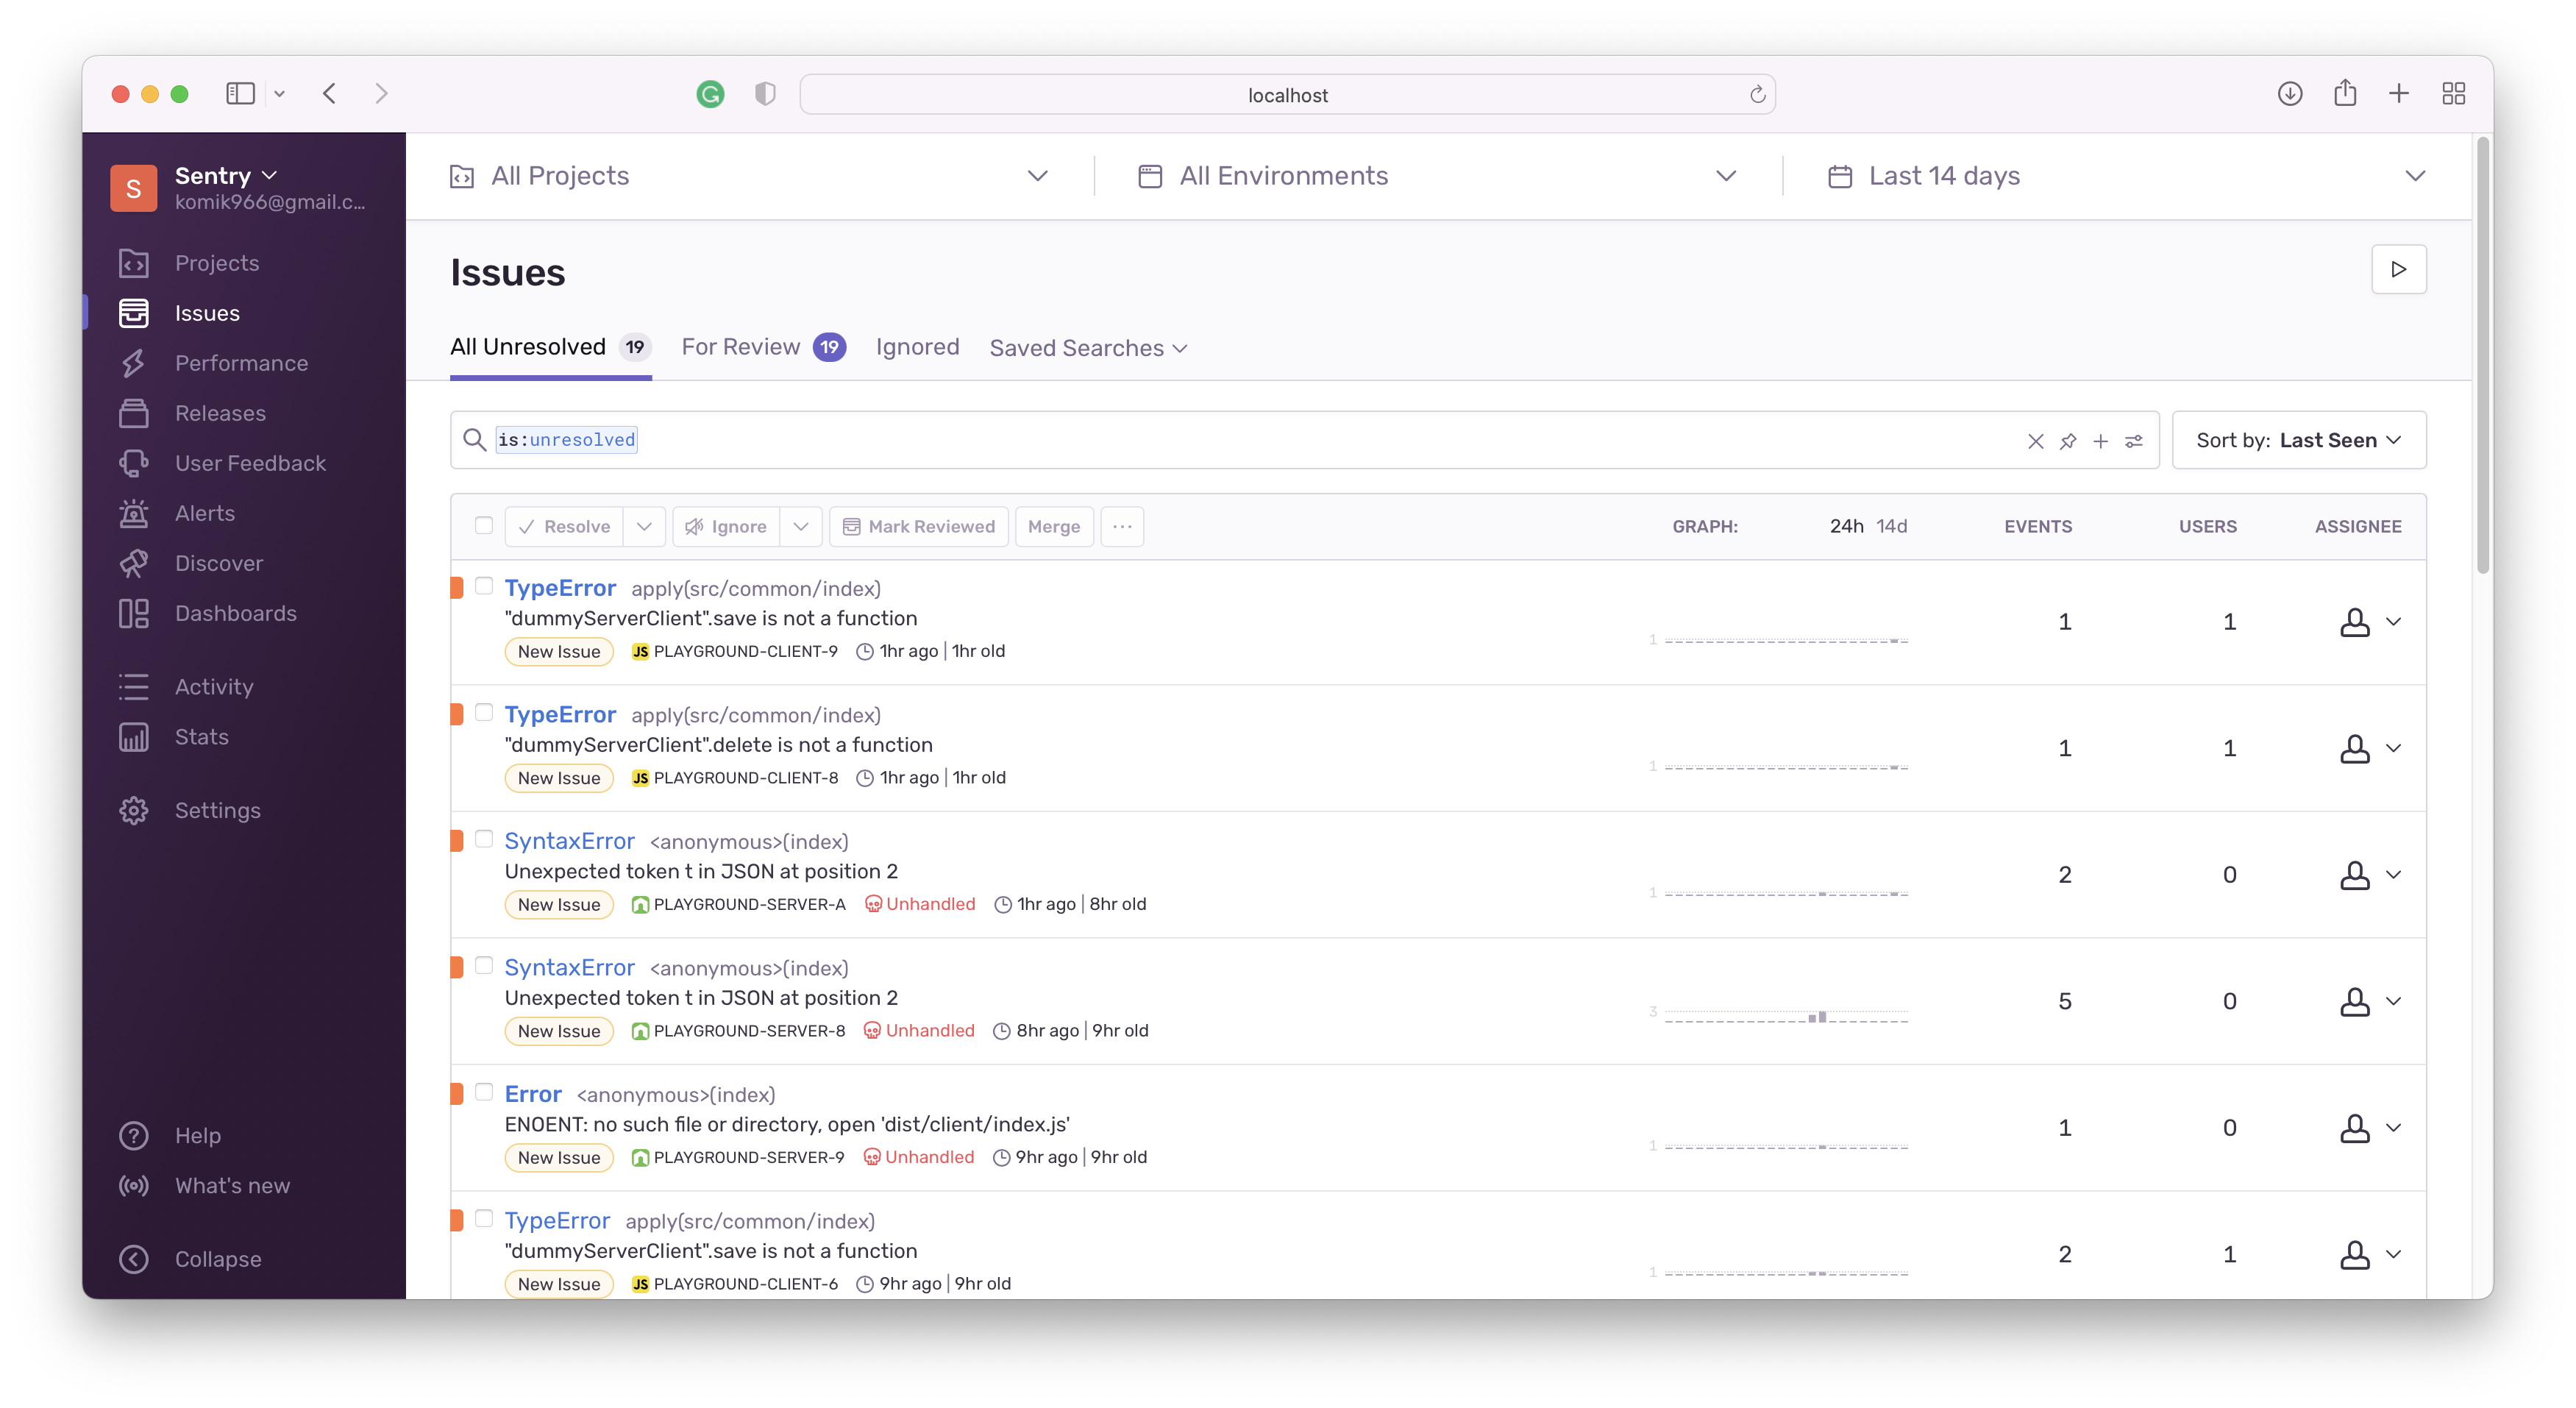 localhost
S
Sentry
komik966@gmail.c...
Projects
Issues
Performance
Releases
User Feedback
Alerts
Discover
Dashboards
Activity
Stats
Settings
Help
What's new
Collapse
All Projects
All Environments
Last 14 days
Issues
All Unresolved 19 For Review 19 Ignored Saved Searches
is:unresolved
Sort by: Last Seen
Resolve Ignore Mark Reviewed Merge ... GRAPH: 24h 14d EVENTS USERS ASSIGNEE
TypeError apply(src/common/index)
"dummyServerClient".save is not a function
1 1 1
New Issue JS PLAYGROUND-CLIENT-9 1hr ago | 1hr old
TypeError apply(src/common/index)
"dummyServerClient".delete is not a function
1 1 1
New Issue JS PLAYGROUND-CLIENT-8 1hr ago | 1hr old
SyntaxError <anonymous>(index)
Unexpected token t in JSON at position 2
1 2 0
New Issue PLAYGROUND-SERVER-A Unhandled 1hr ago | 8hr old
SyntaxError <anonymous>(index)
Unexpected token t in JSON at position 2
3 5 0
New Issue PLAYGROUND-SERVER-8 Unhandled 8hr ago | 9hr old
Error <anonymous>(index)
ENOENT: no such file or directory, open 'dist/client/index.js'
1 1 0
New Issue PLAYGROUND-SERVER-9 Unhandled 9hr ago | 9hr old
TypeError apply(src/common/index)
"dummyServerClient".save is not a function
1 2 1
New Issue JS PLAYGROUND-CLIENT-6 9hr ago | 9hr old